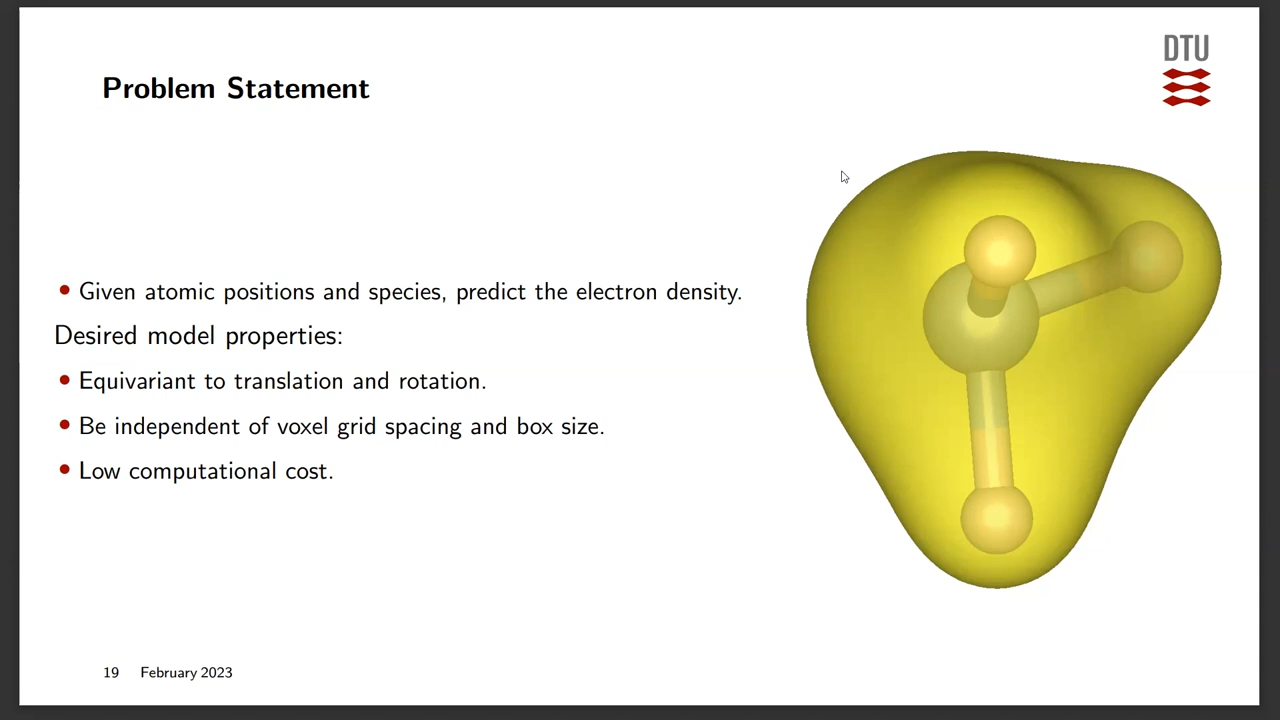 DTU
Problem Statement
• Given atomic positions and species, predict the electron density.
Desired model properties:
• Equivariant to translation and rotation.
• Be independent of voxel grid spacing and box size.
• Low computational cost.
19 February 2023